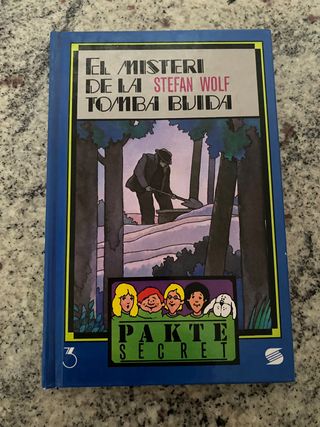 EL MISTERI
DE LA STEFAN WOLF
TOMBA BUIDA
PAKTE
SECRET
3